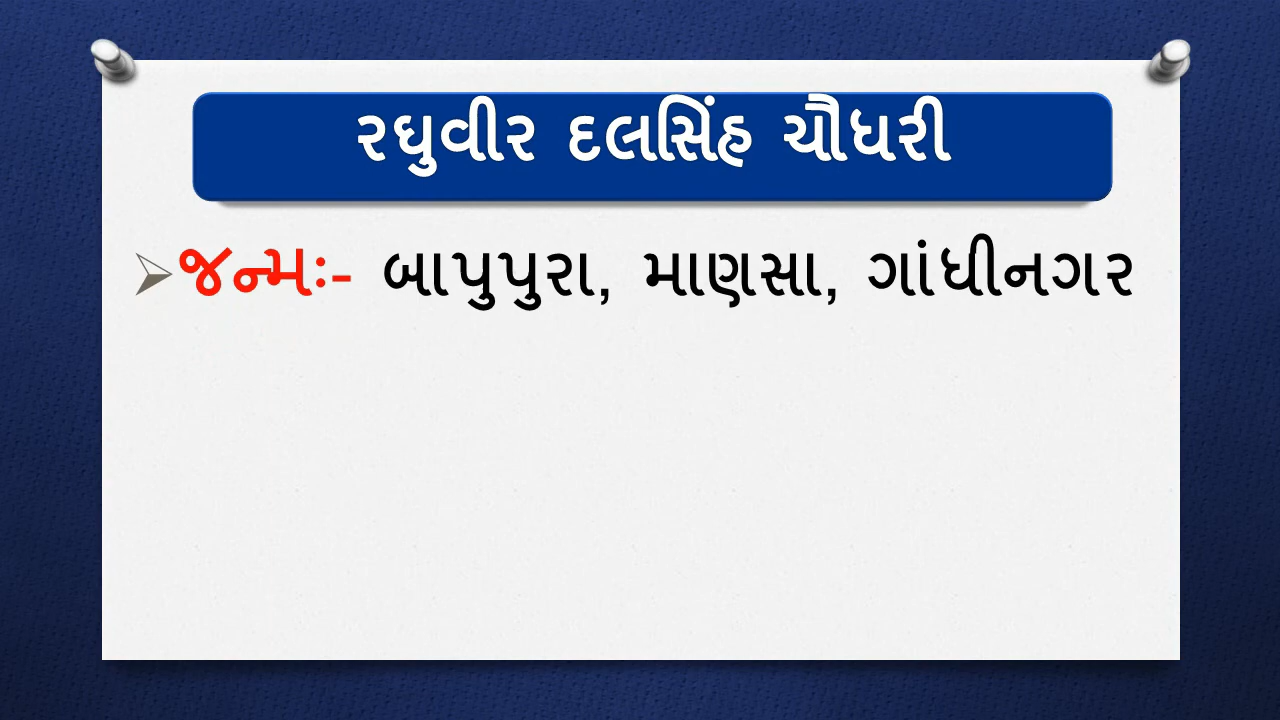 રઘુવીર દલસિંહ ચૌધરી
જન્મઃ- બાપુપુરા, માણસા, ગાંધીનગર